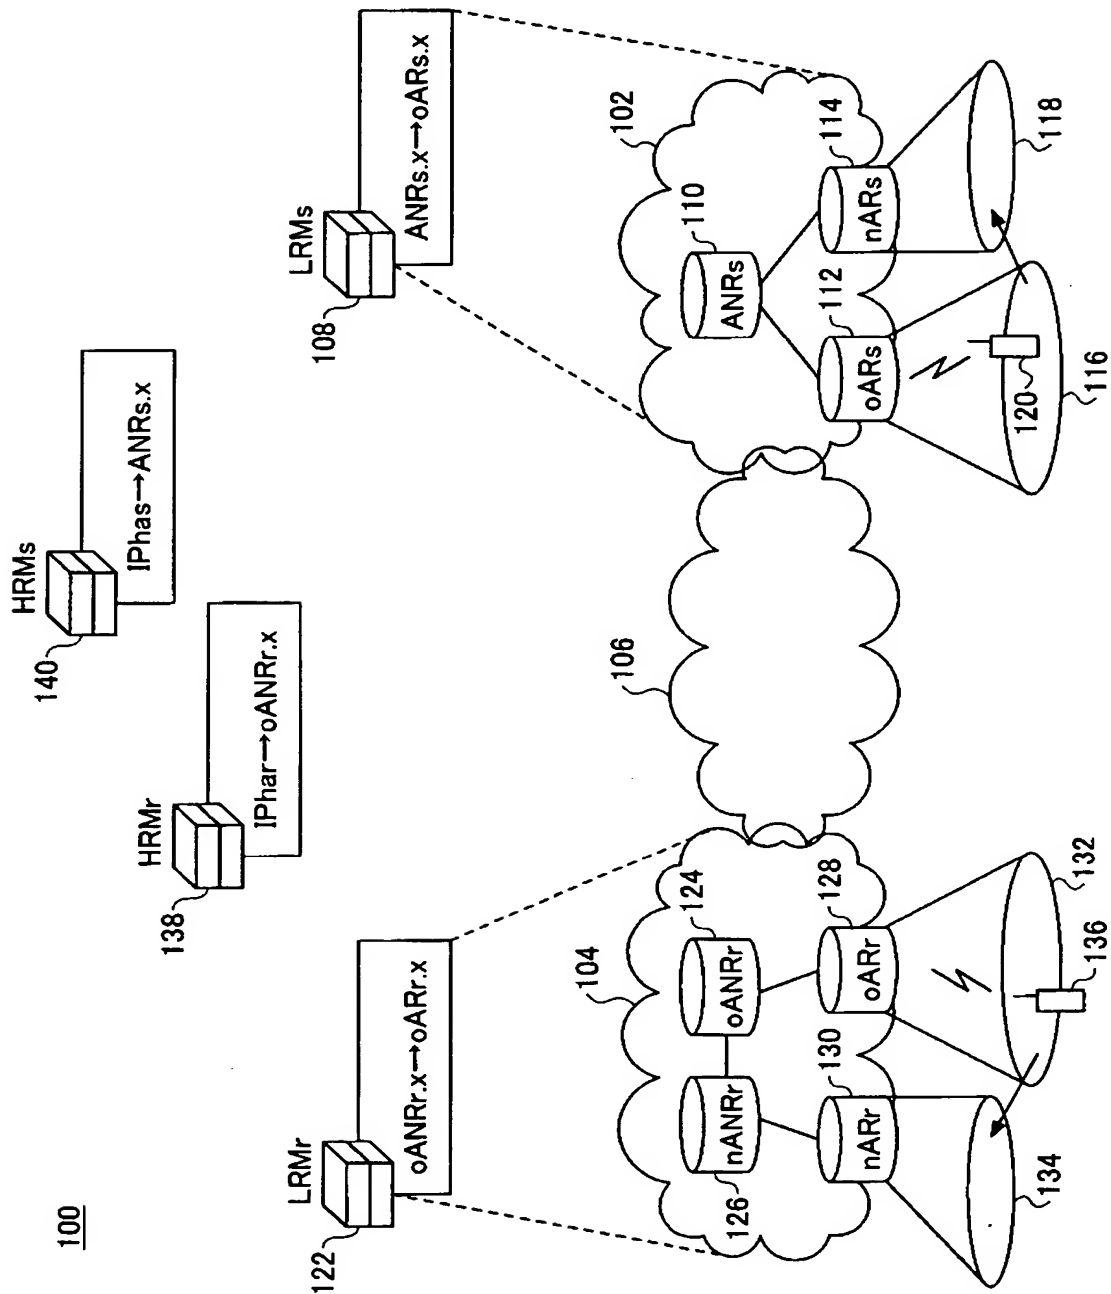 100
HRMs
140
IPhas→ANRs.x
HRMr
138
IPhar→oANRr.x
LRMr
122
oANRr.x→oARr.x
LRMs
108
ANRs.x→oARs.x
104
124
oANRr
nANRr
126
128
oARr
130
nARr
132
136
134
106
102
110
ANRs
112
oARs
114
nARs
120
116
118